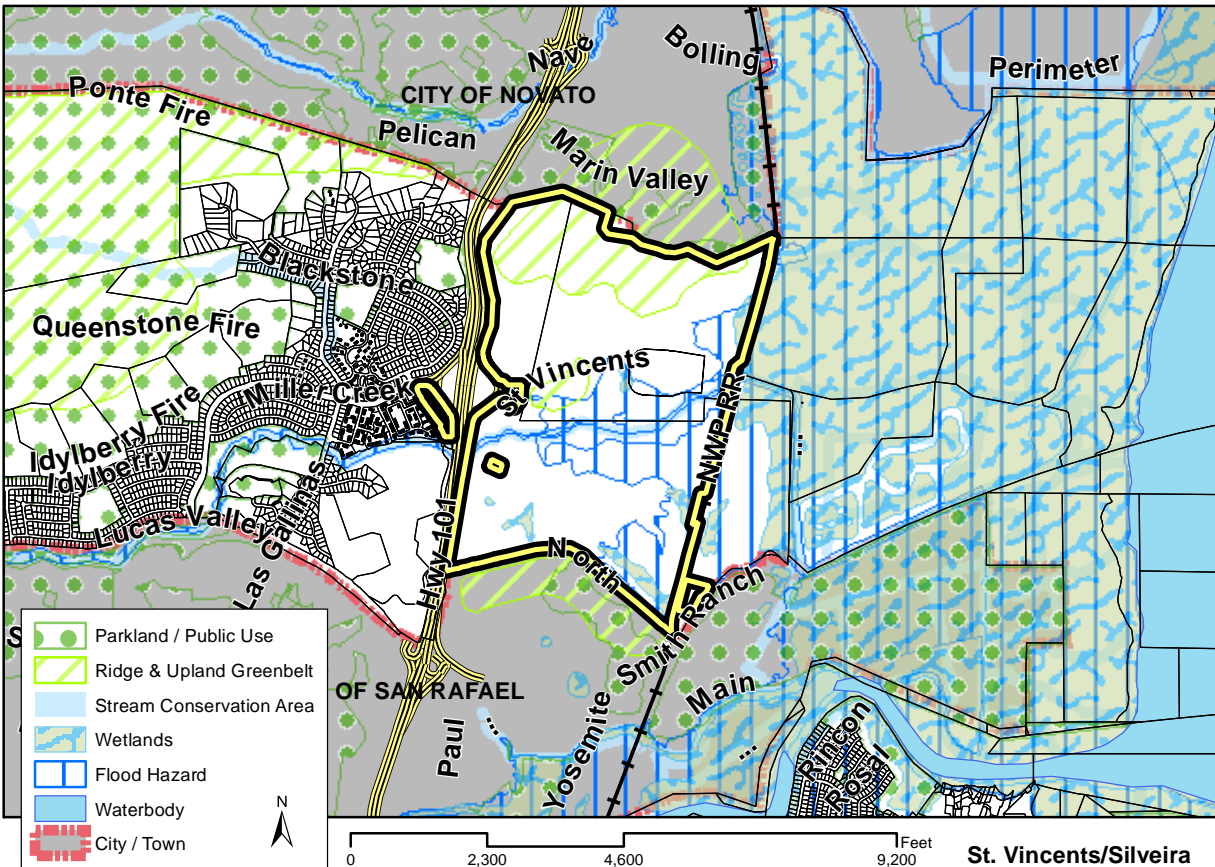 Bolling
Nave
Perimeter
Ponte Fire
CITY OF NOVATO
Pelican
Marin Valley
Blackstone
Queenstone Fire
St Vincents
Miller Creek
Idylberry Fire
Idylberry
NWP RR
...
Lucas Valley
Las Gallinas
Hwy 101
North
Smith Ranch
OF SAN RAFAEL
Main
Paul
...
Yosemite
...
Rincon
Rosal
Parkland / Public Use
Ridge & Upland Greenbelt
Stream Conservation Area
Wetlands
Flood Hazard
Waterbody
City / Town
N
Feet
0 2,300 4,600 9,200
St. Vincents/Silveira